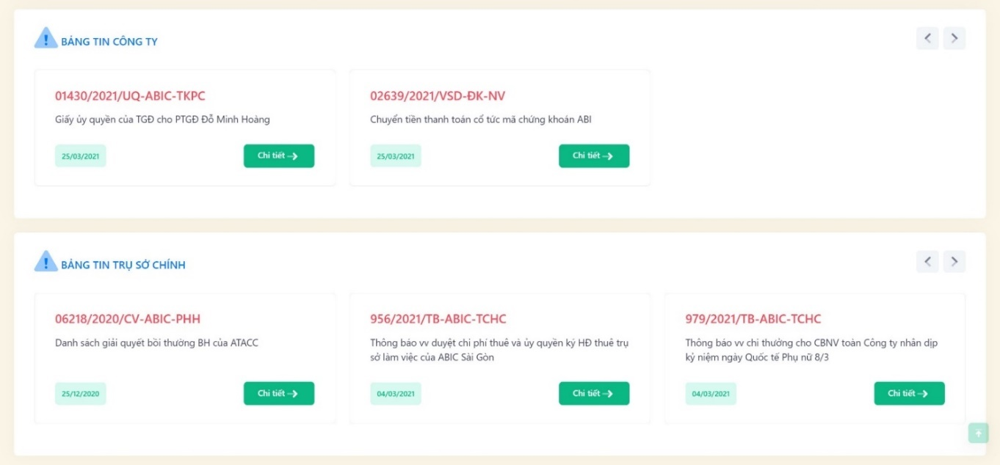 BẢNG TIN CÔNG TY
01430/2021/UQ-ABIC-TKPC
Giấy ủy quyền của TGĐ cho PTGĐ Đỗ Minh Hoàng
25/03/2021
Chi tiết
02639/2021/VSD-ĐK-NV
Chuyển tiền thanh toán cổ tức mã chứng khoán ABI
25/03/2021
Chi tiết
BẢNG TIN TRỤ SỞ CHÍNH
06218/2020/CV-ABIC-PHH
Danh sách giải quyết bồi thường BH của ATACC
25/12/2020
Chi tiết
956/2021/TB-ABIC-TCHC
Thông báo vv duyệt chi phí thuê và ủy quyền ký HĐ thuê trụ
sở làm việc của ABIC Sài Gòn
04/03/2021
Chi tiết
979/2021/TB-ABIC-TCHC
Thông báo vv chi thưởng cho CBNV toàn Công ty nhân dịp
kỷ niệm ngày Quốc tế Phụ nữ 8/3
04/03/2021
Chi tiết